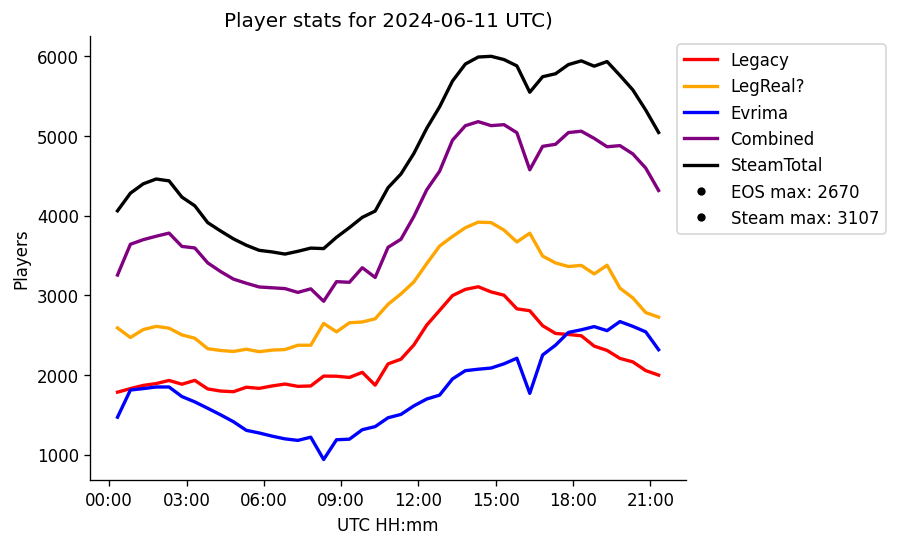 Player stats for 2024-06-11 UTC)
6000
5000
4000
3000
2000
1000
Players
00:00 03:00 06:00 09:00 12:00 15:00 18:00 21:00
UTC HH:mm
Legacy
LegReal?
Evrima
Combined
SteamTotal
EOS max: 2670
Steam max: 3107